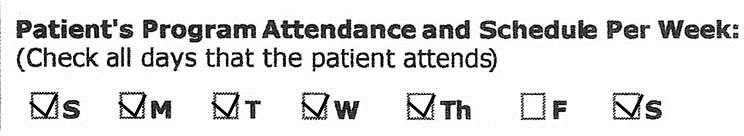 Patient's Program Attendance and Schedule Per Week:
(Check all days that the patient attends)
☑S ☑M ☑T ☑W ☑Th ☐F ☑S